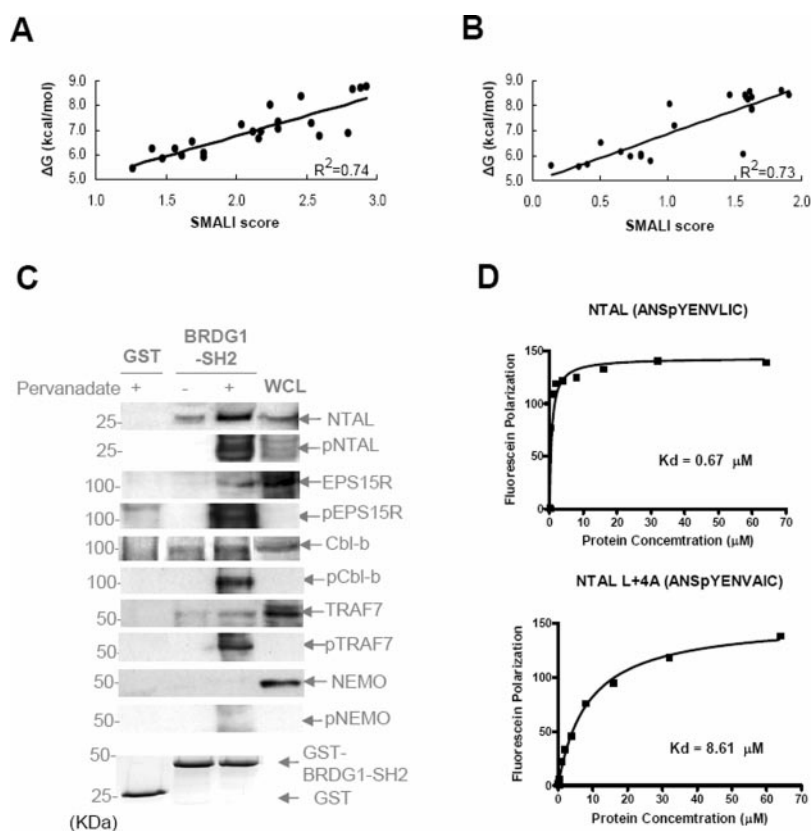 A
ΔG (kcal/mol)
9.0
8.0
7.0
6.0
5.0
R²=0.74
1.0 1.5 2.0 2.5 3.0
SMALI score
B
ΔG (kcal/mol)
9.0
8.0
7.0
6.0
5.0
R²=0.73
0.0 0.5 1.0 1.5 2.0
SMALI score
C
GST
BRDG1
-SH2
Pervanadate + - + WCL
25- NTAL
25- pNTAL
100- EPS15R
100- pEPS15R
100- Cbl-b
100- pCbl-b
50- TRAF7
50- pTRAF7
50- NEMO
50- pNEMO
50- GST-
BRDG1-SH2
25- GST
(KDa)
D
NTAL (ANSpYENVLIC)
Fluorescein Polarization
150
100
50
0
Kd = 0.67 μM
0 10 20 30 40 50 60 70
Protein Comcentration (μM)
NTAL L+4A (ANSpYENVAIC)
Fluorescein Polarization
150
100
50
0
Kd = 8.61 μM
0 10 20 30 40 50 60 70
Protein Comcentration (μM)